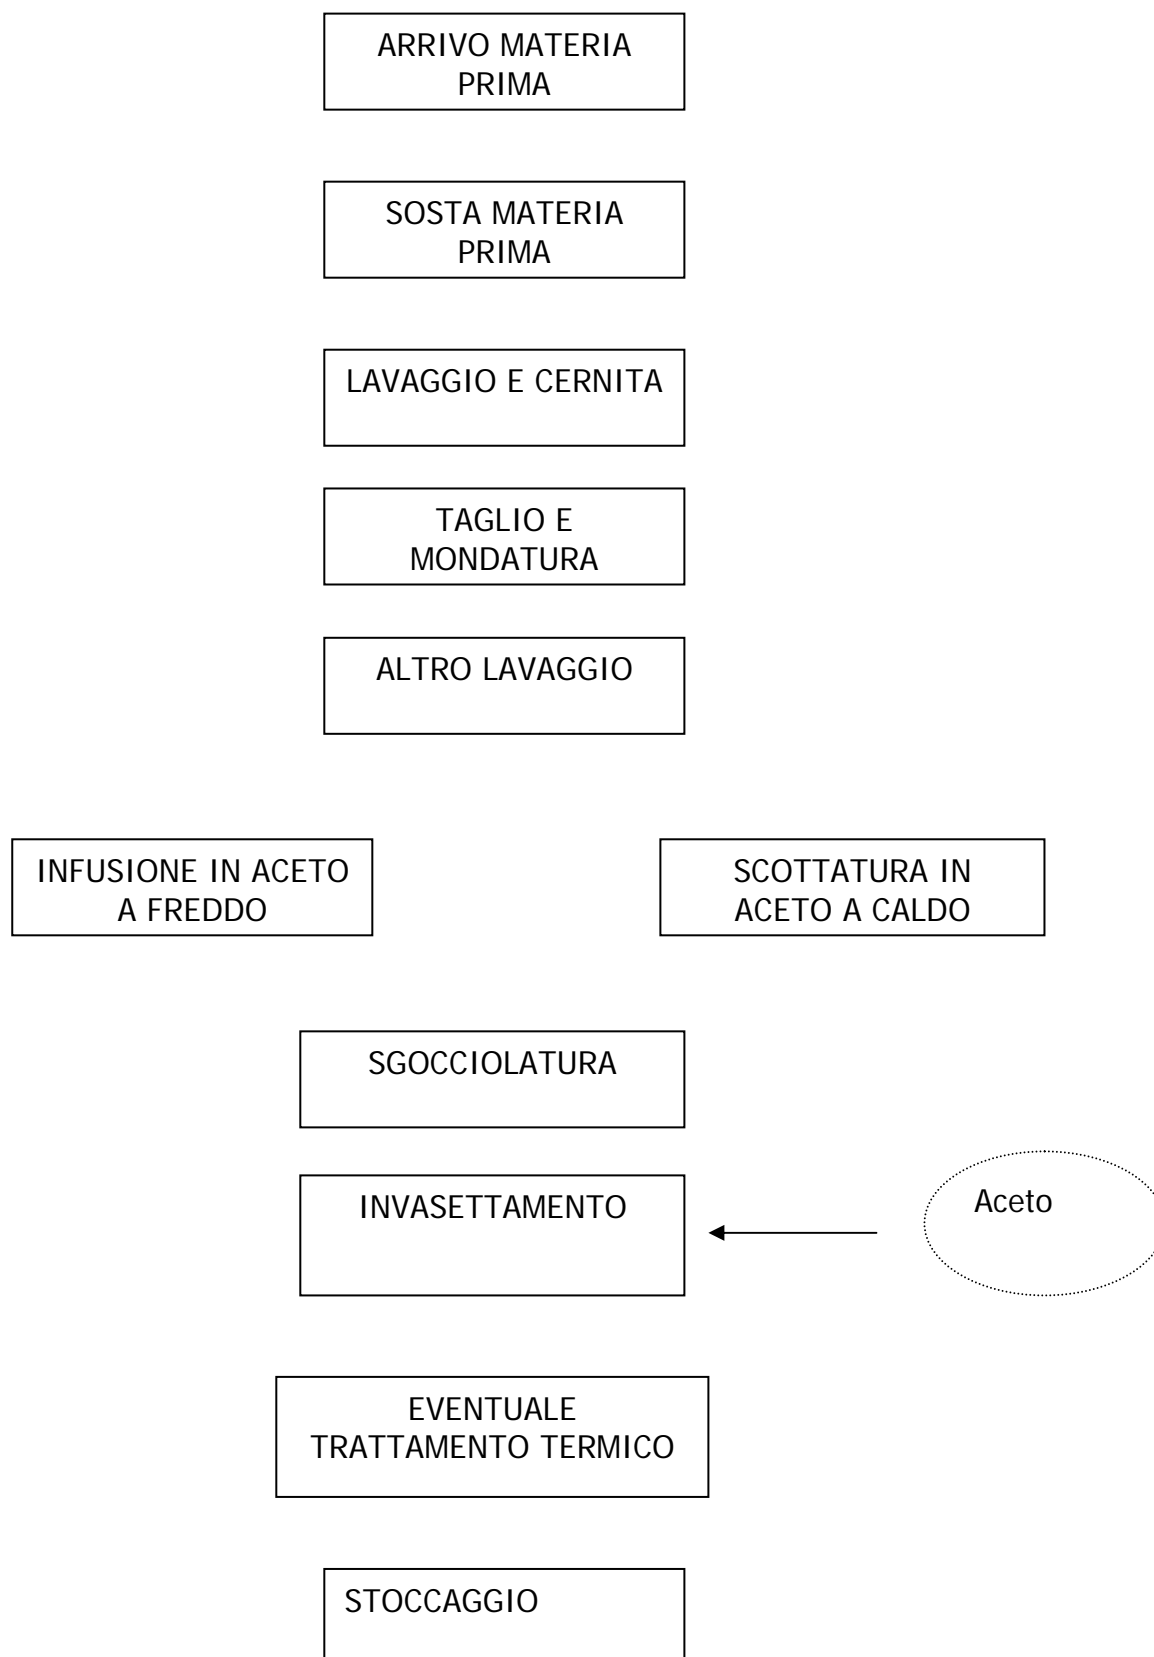 ARRIVO MATERIA
PRIMA
SOSTA MATERIA
PRIMA
LAVAGGIO E CERNITA
TAGLIO E
MONDATURA
ALTRO LAVAGGIO
INFUSIONE IN ACETO
A FREDDO
SCOTTATURA IN
ACETO A CALDO
SGOCCIOLATURA
INVASETTAMENTO
Aceto
EVENTUALE
TRATTAMENTO TERMICO
STOCCAGGIO